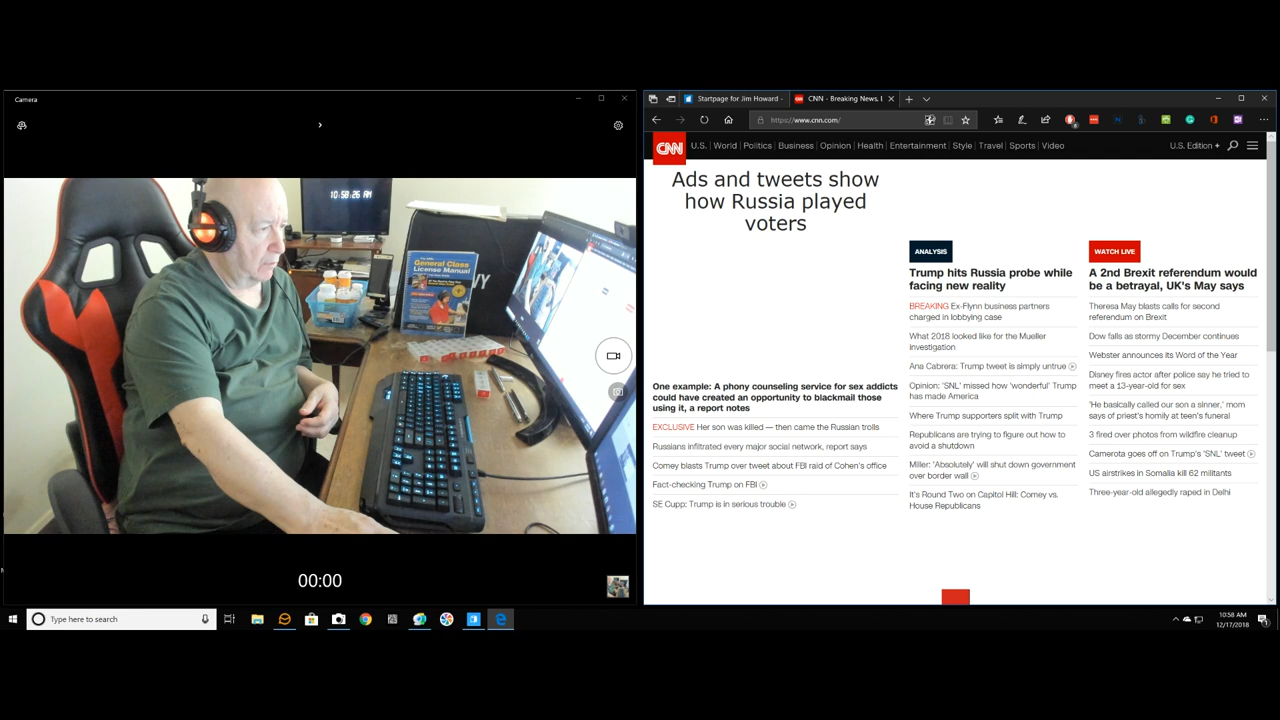 Camera
10:58:26 AM
General Class
License Manual
00:00
Startpage for Jim Howard -
CNN - Breaking News, l
https://www.cnn.com/
CNN
U.S. | World | Politics | Business | Opinion | Health | Entertainment | Style | Travel | Sports | Video
U.S. Edition +
Ads and tweets show
how Russia played
voters
One example: A phony counseling service for sex addicts
could have created an opportunity to blackmail those
using it, a report notes
EXCLUSIVE Her son was killed — then came the Russian trolls
Russians infiltrated every major social network, report says
Comey blasts Trump over tweet about FBI raid of Cohen's office
Fact-checking Trump on FBI
SE Cupp: Trump is in serious trouble
ANALYSIS
Trump hits Russia probe while
facing new reality
BREAKING Ex-Flynn business partners
charged in lobbying case
What 2018 looked like for the Mueller
investigation
Ana Cabrera: Trump tweet is simply untrue
Opinion: 'SNL' missed how 'wonderful' Trump
has made America
Where Trump supporters split with Trump
Republicans are trying to figure out how to
avoid a shutdown
Miller: 'Absolutely' will shut down government
over border wall
It's Round Two on Capitol Hill: Comey vs.
House Republicans
WATCH LIVE
A 2nd Brexit referendum would
be a betrayal, UK's May says
Theresa May blasts calls for second
referendum on Brexit
Dow falls as stormy December continues
Webster announces its Word of the Year
Disney fires actor after police say he tried to
meet a 13-year-old for sex
'He basically called our son a sinner,' mom
says of priest's homily at teen's funeral
3 fired over photos from wildfire cleanup
Camerota goes off on Trump's 'SNL' tweet
US airstrikes in Somalia kill 62 militants
Three-year-old allegedly raped in Delhi
Type here to search
10:58 AM
12/17/2018